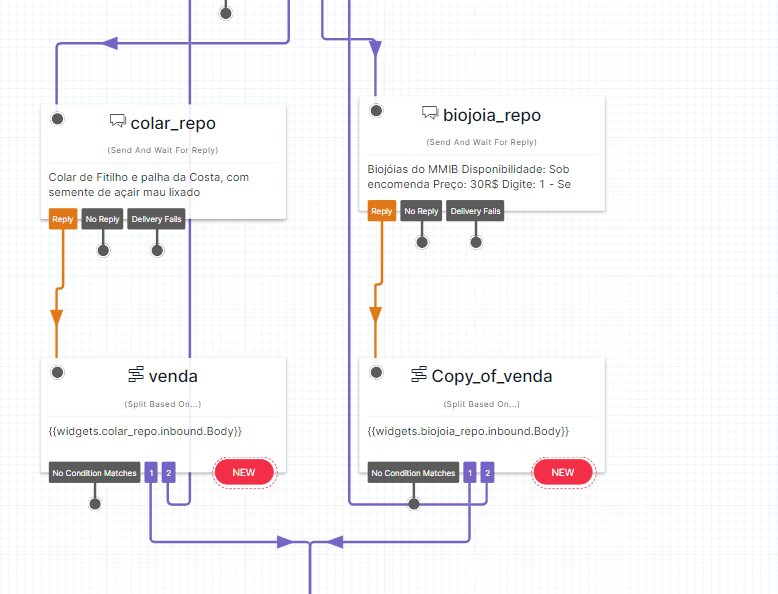 colar_repo
(Send And Wait For Reply)
Colar de Fitilho e palha da Costa, com
semente de açair mau lixado
Reply
No Reply
Delivery Fails
biojoia_repo
(Send And Wait For Reply)
Biojóias do MMIB Disponibilidade: Sob
encomenda Preço: 30R$ Digite: 1 - Se
Reply
No Reply
Delivery Fails
venda
(Split Based On...)
{{widgets.colar_repo.inbound.Body}}
No Condition Matches
1
2
NEW
Copy_of_venda
(Split Based On...)
{{widgets.biojoia_repo.inbound.Body}}
No Condition Matches
1
2
NEW